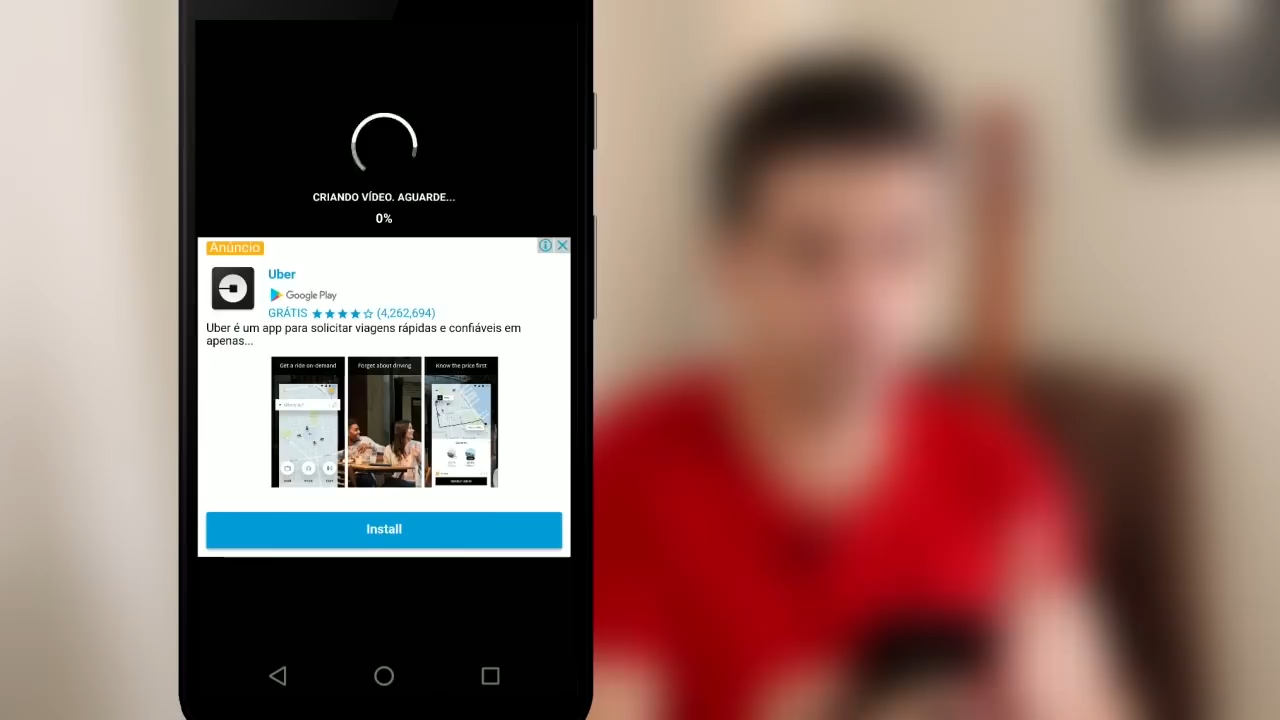 CRIANDO VÍDEO. AGUARDE...
0%
Anúncio
Uber
Google Play
GRÁTIS (4,262,694)
Uber é um app para solicitar viagens rápidas e confiáveis em
apenas...
Get a ride on-demand
Forget about driving
Know the price first
Install